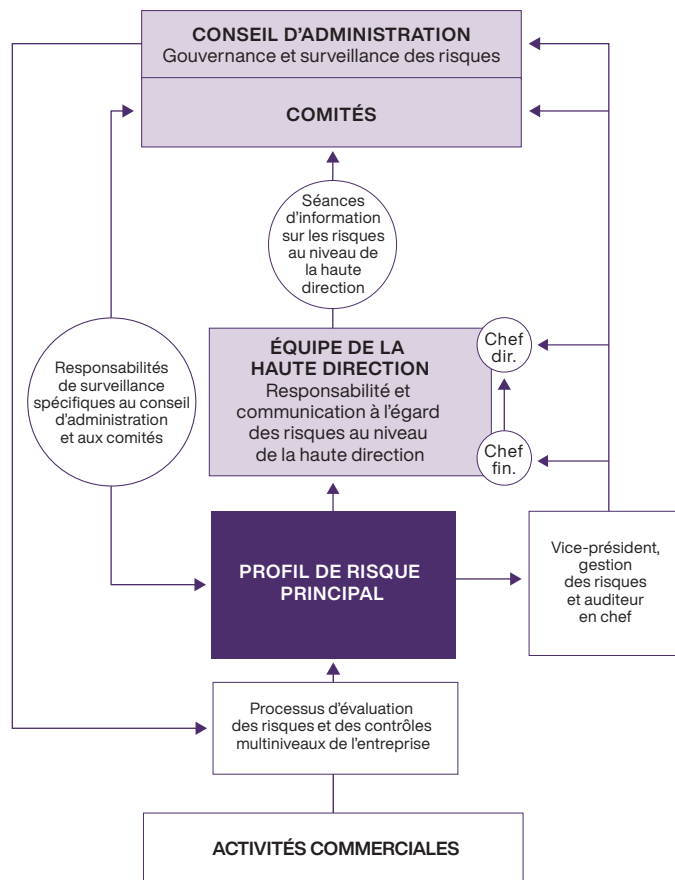 CONSEIL D'ADMINISTRATION
Gouvernance et surveillance des risques
COMITÉS
Séances
d'information
sur les risques
au niveau de
la haute
direction
Responsabilités
de surveillance
spécifiques au conseil
d'administration
et aux comités
ÉQUIPE DE LA
HAUTE DIRECTION
Responsabilité et
communication à l'égard
des risques au niveau
de la haute direction
Chef
dir.
Chef
fin.
PROFIL DE RISQUE
PRINCIPAL
Vice-président,
gestion
des risques
et auditeur
en chef
Processus d'évaluation
des risques et des contrôles
multiniveaux de l'entreprise
ACTIVITÉS COMMERCIALES